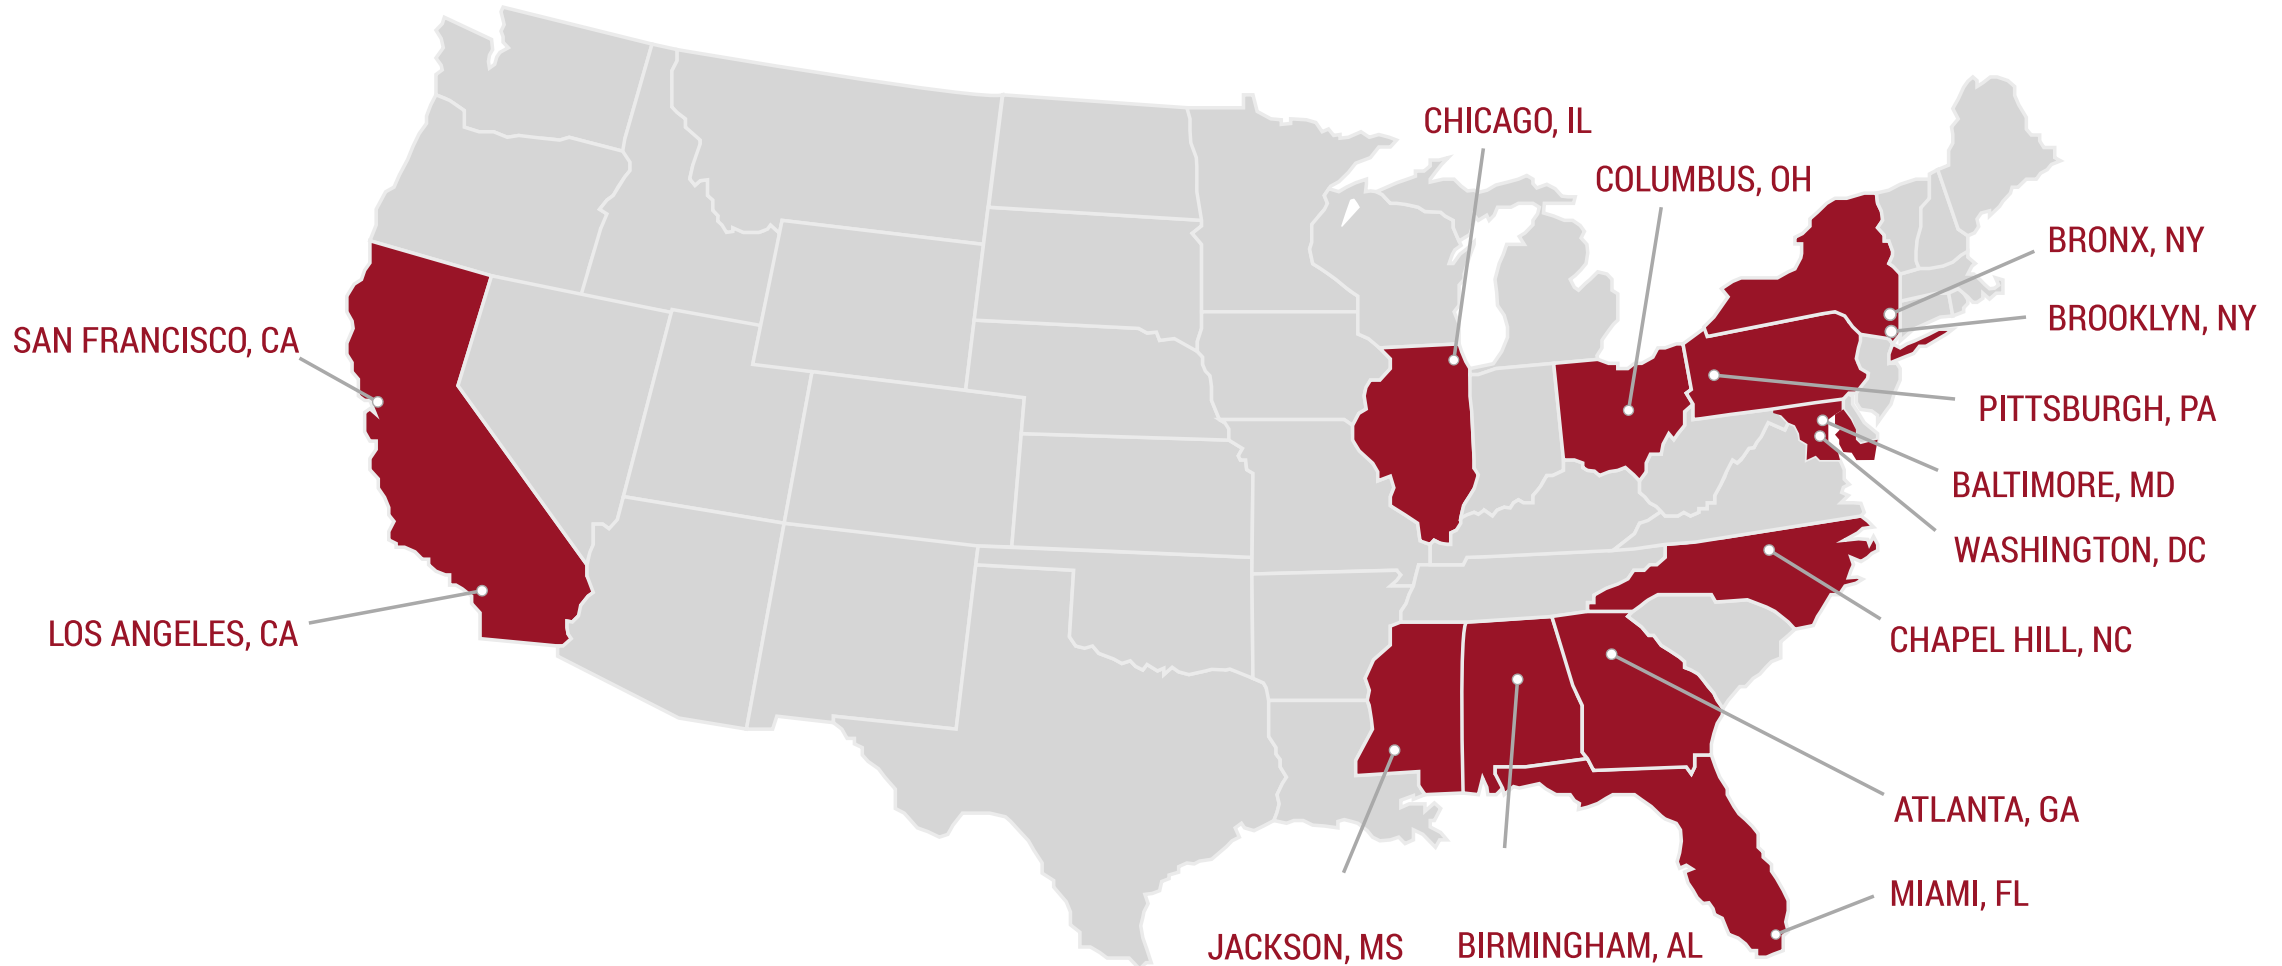 CHICAGO, IL
COLUMBUS, OH
BRONX, NY
BROOKLYN, NY
SAN FRANCISCO, CA
PITTSBURGH, PA
BALTIMORE, MD
WASHINGTON, DC
LOS ANGELES, CA
CHAPEL HILL, NC
ATLANTA, GA
MIAMI, FL
JACKSON, MS
BIRMINGHAM, AL